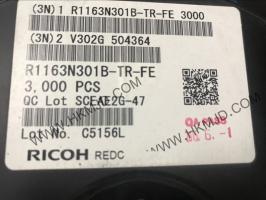 (3N)1 R1163N301B-TR-FE 3000
(3N)2 V302G 504364
R1163N301B-TR-FE
3,000 PCS
QC Lot SCEAE2G-47
Lot No. C5156L
RICOH REDC
WWW.HKMJD.COM